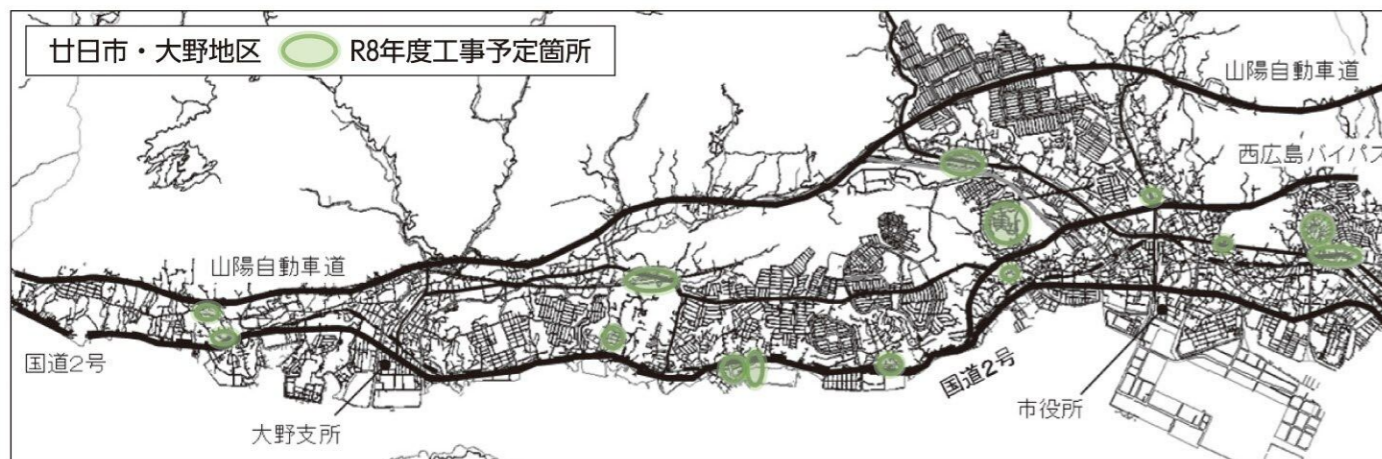 廿日市・大野地区 R8年度工事予定箇所
山陽自動車道
西広島バイパス
山陽自動車道
国道2号
国道2号
大野支所
市役所